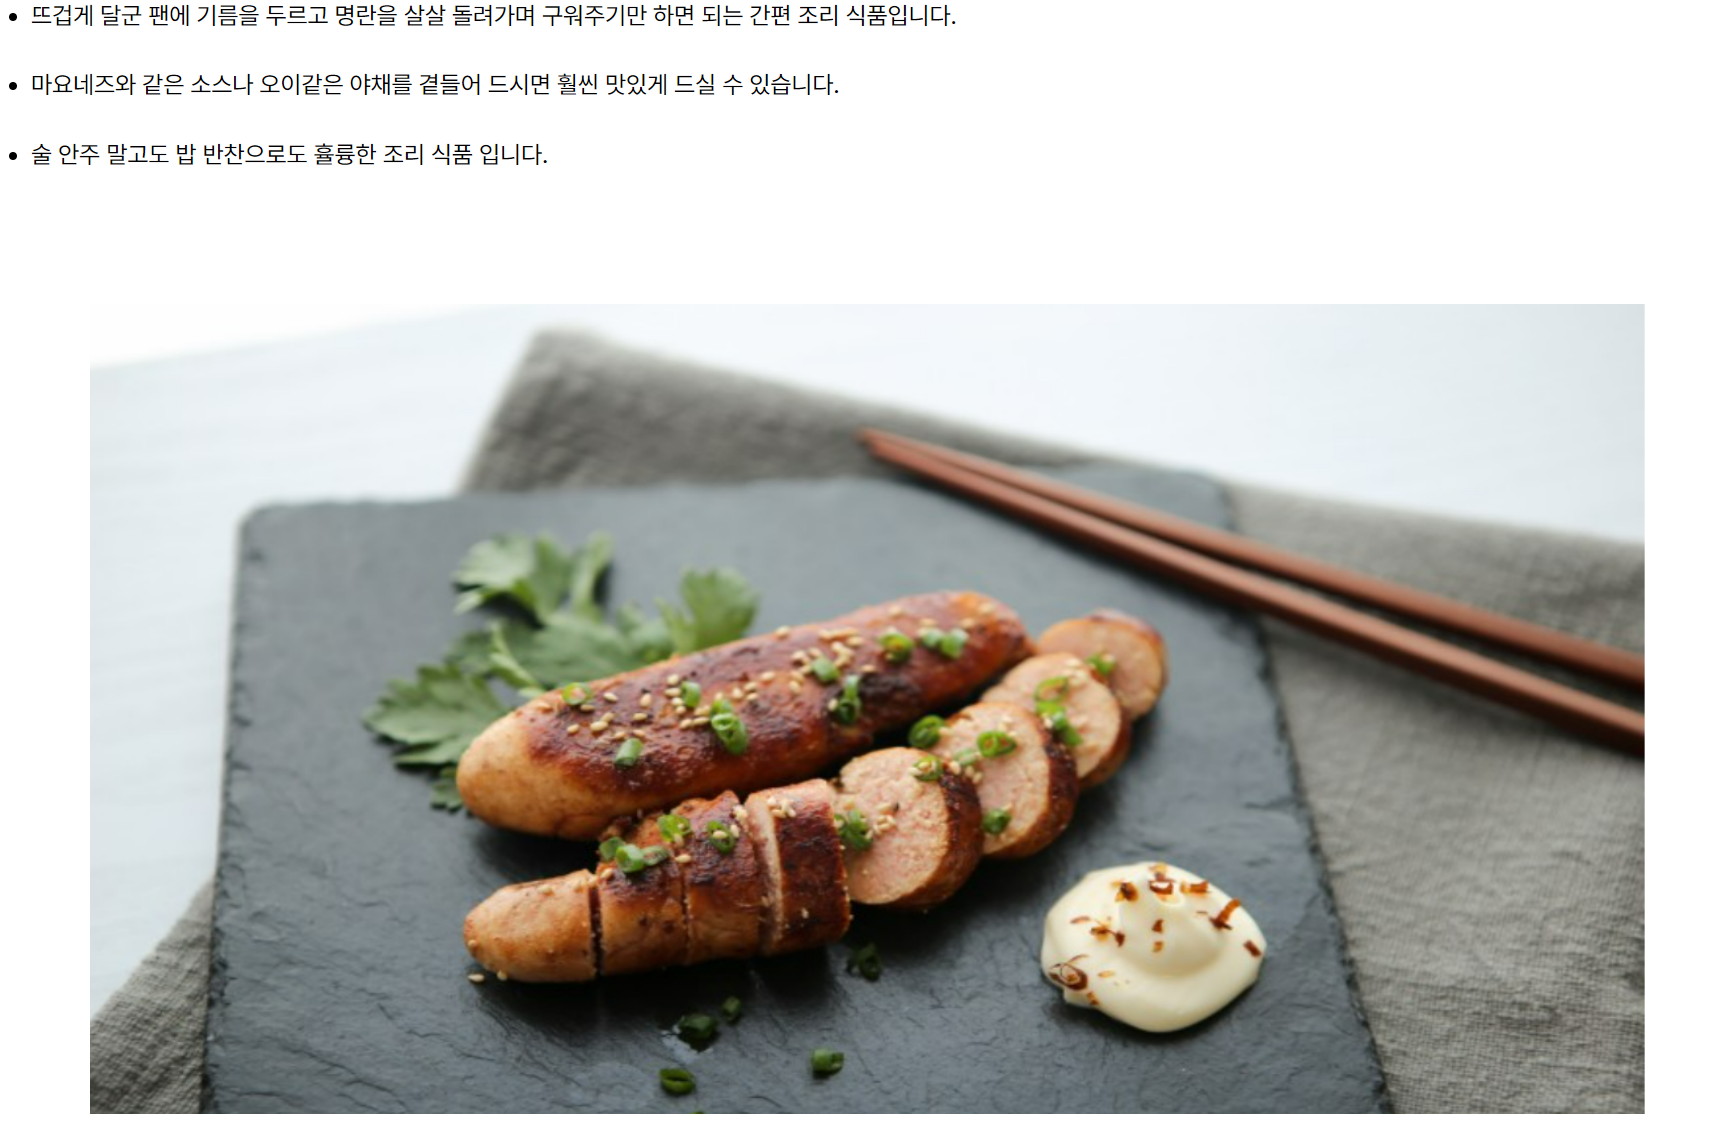 뜨겁게 달군 팬에 기름을 두르고 명란을 살살 돌려가며 구워주기만 하면 되는 간편 조리 식품입니다.
마요네즈와 같은 소스나 오이같은 야채를 곁들어 드시면 훨씬 맛있게 드실 수 있습니다.
술 안주 말고도 밥 반찬으로도 휼륭한 조리 식품 입니다.